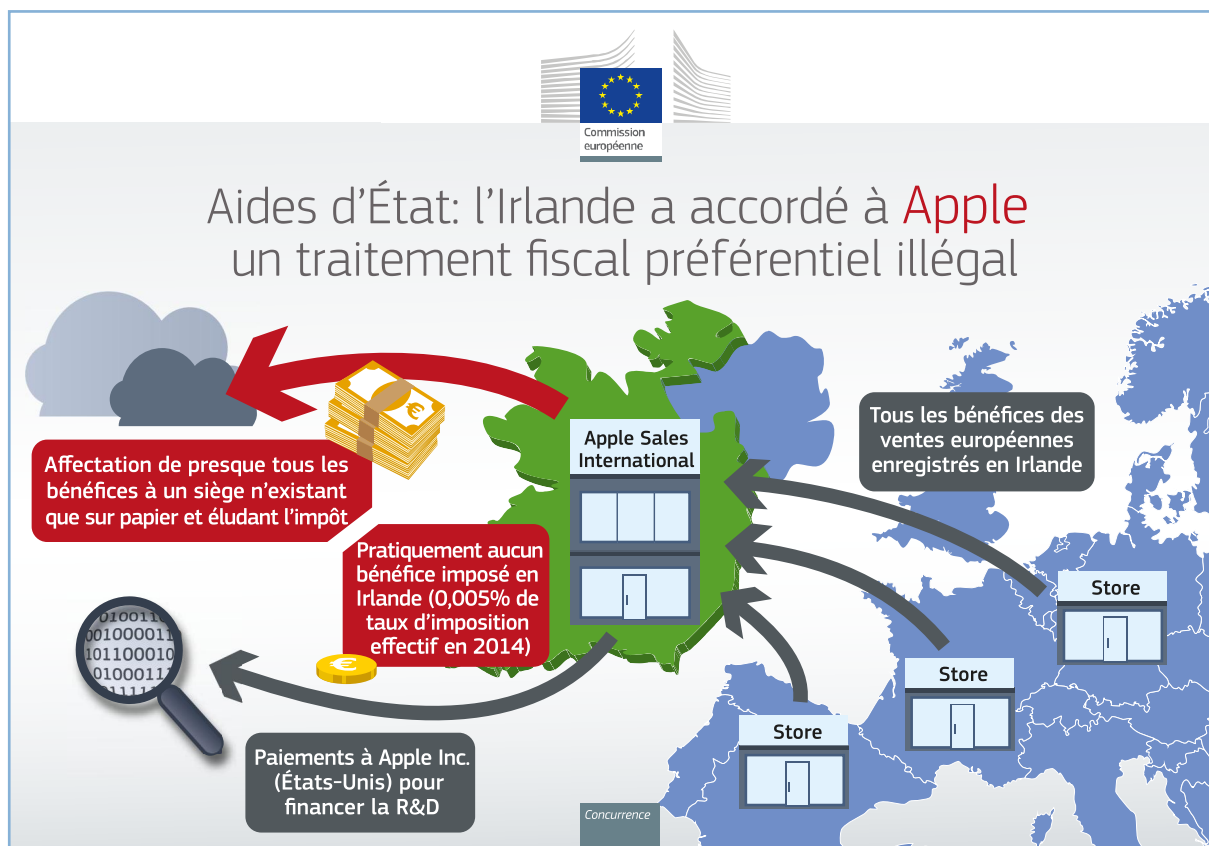 Commission
européenne
Aides d'État: l'Irlande a accordé à Apple
un traitement fiscal préférentiel illégal
Affectation de presque tous les
bénéfices à un siège n'existant
que sur papier et éludant l'impôt
Apple Sales
International
Tous les bénéfices des
ventes européennes
enregistrés en Irlande
Pratiquement aucun
bénéfice imposé en
Irlande (0,005% de
taux d'imposition
effectif en 2014)
€
€
Store
Store
Store
Paiements à Apple Inc.
(États-Unis) pour
financer la R&D
Concurrence